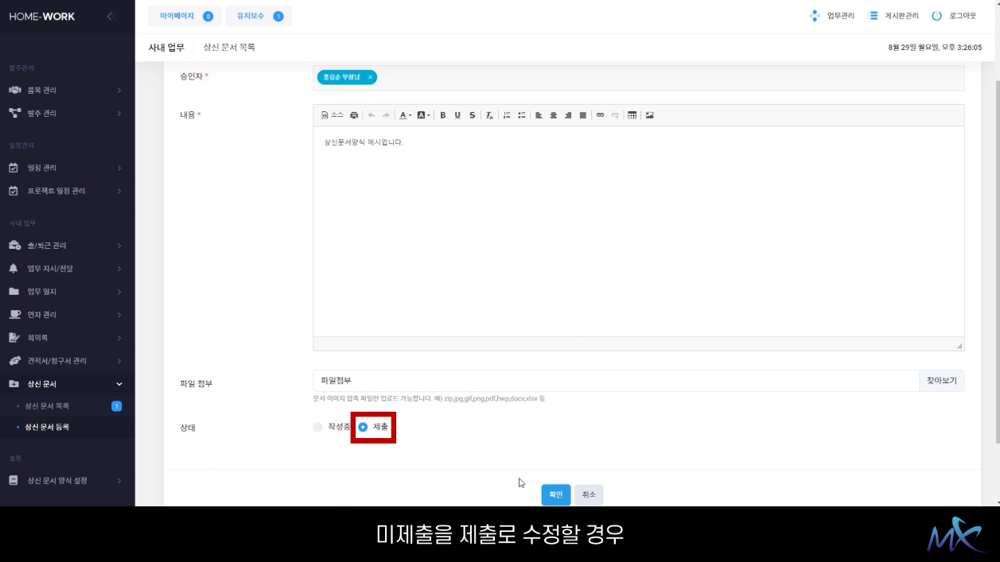 HOME-WORK
마이페이지 0
유지보수 1
업무관리
게시판관리
로그아웃
사내 업무
상신 문서 목록
8월 29일 월요일, 오후 3:26:05
발주관리
품목 관리
발주 관리
일정관리
일정 관리
프로젝트 일정 관리
사내 업무
출/퇴근 관리
업무 지시/전달
업무 일지
연차 관리
회의록
견적서/청구서 관리
상신 문서
상신 문서 목록 1
상신 문서 등록
설정
상신 문서 양식 설정
승인자 *
홍길순 부장님 ×
내용 *
소스
상신문서양식 예시입니다.
파일 첨부
파일첨부
찾아보기
문서 이미지 압축 파일만 업로드 가능합니다. 예) zip,jpg,gif,png,pdf,hwp,docx,xlsx 등
상태
작성중
제출
확인
취소
미제출을 제출로 수정할 경우
MX